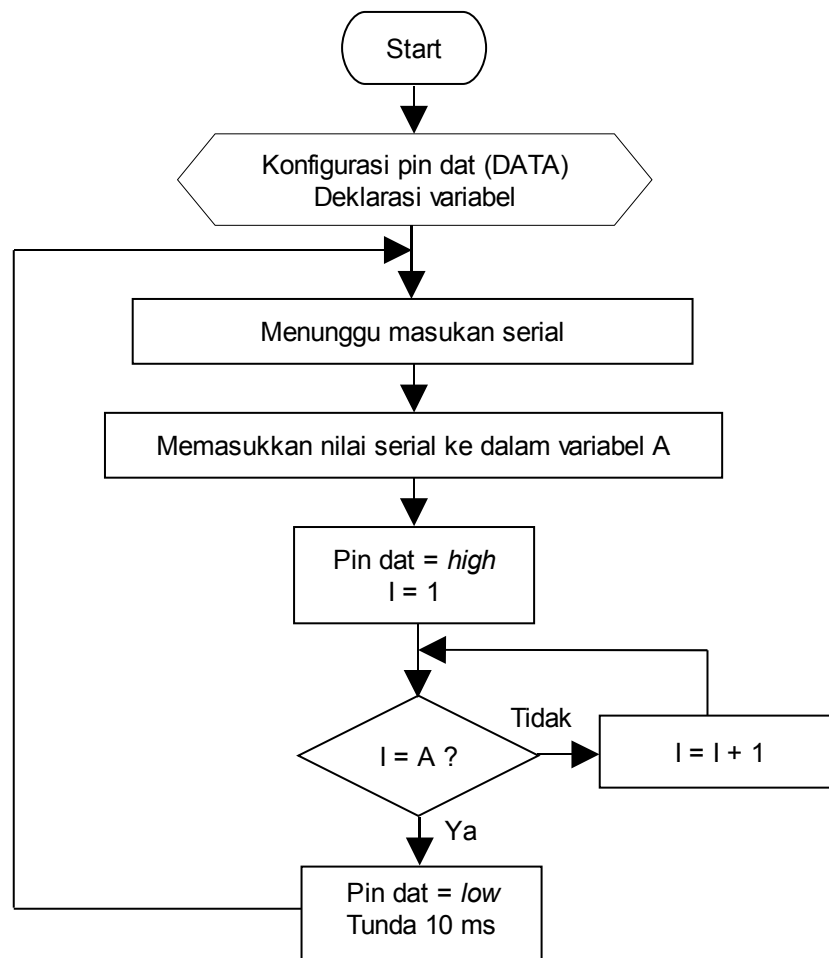 Start
Konfigurasi pin dat (DATA)
Deklarasi variabel
Menunggu masukan serial
Memasukkan nilai serial ke dalam variabel A
Pin dat = high
I = 1
I = A ?
Tidak
I = I + 1
Ya
Pin dat = low
Tunda 10 ms